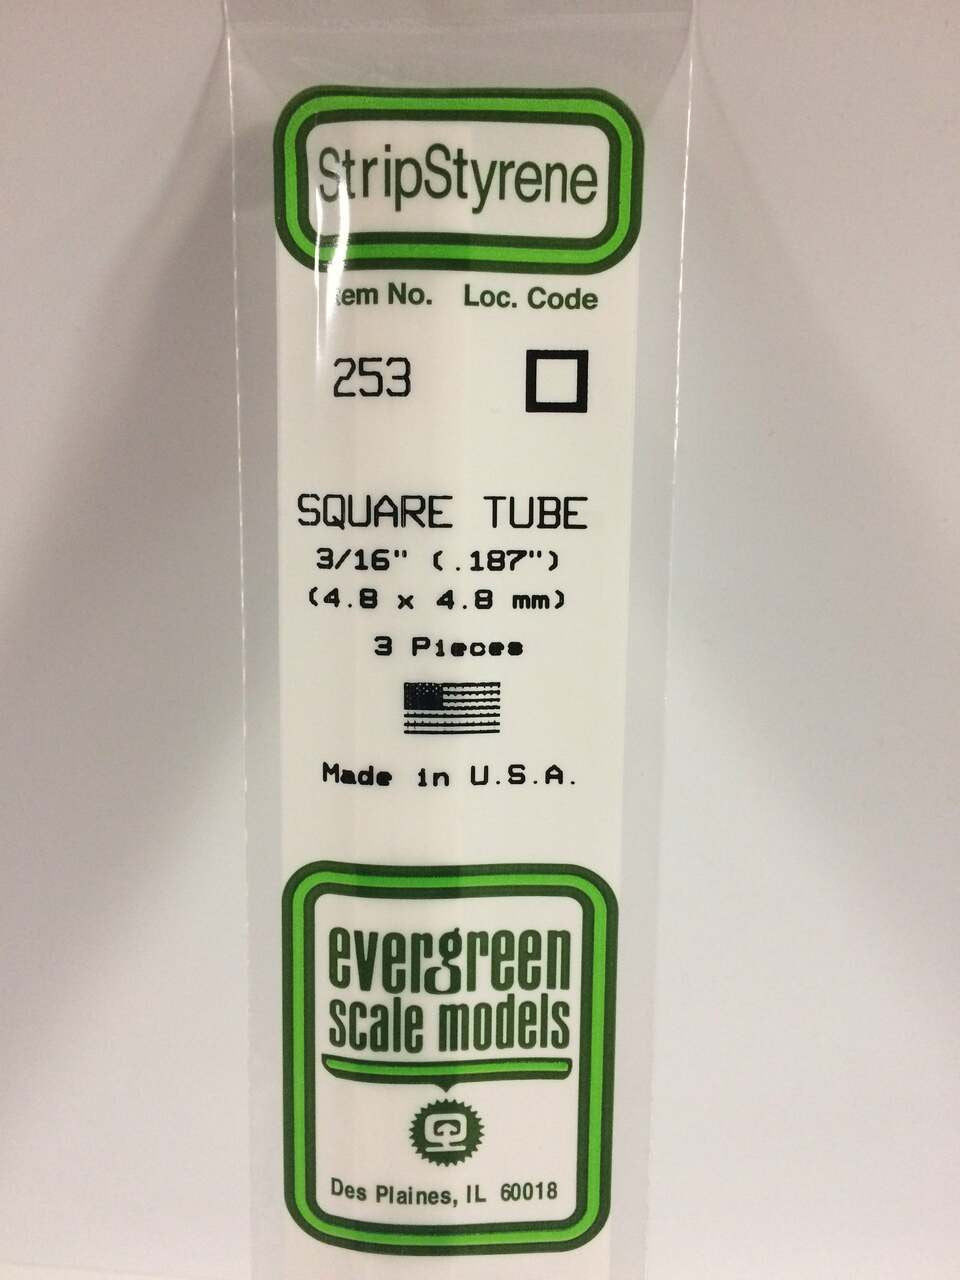 StripStyrene
Item No. Loc. Code
253
SQUARE TUBE
3/16" (.187")
(4.8 x 4.8 mm)
3 Pieces
Made in U.S.A.
evergreen
scale models
Des Plaines, IL 60018